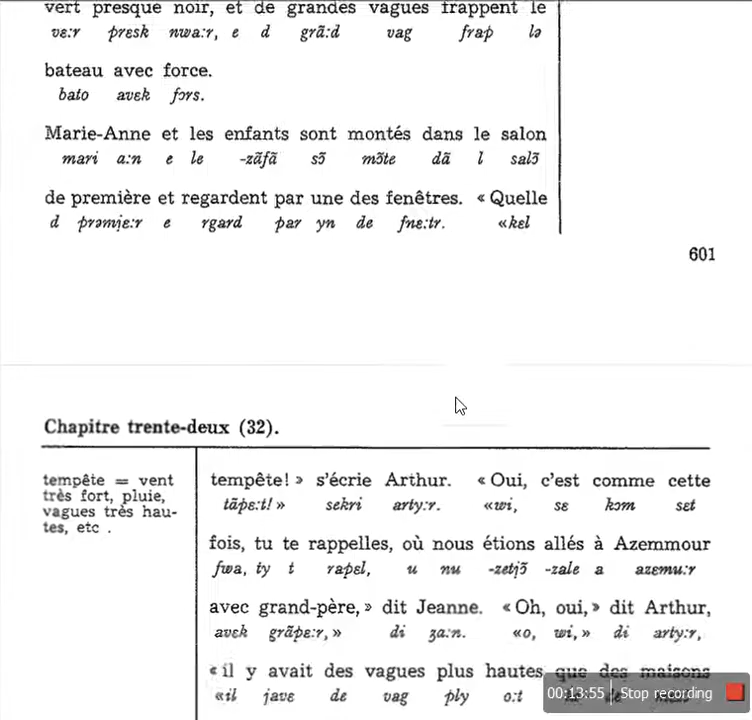 vert presque noir, et de grandes vagues frappent le
vɛ:r prɛsk nwa:r, e d grã:d vag frap lə
bateau avec force.
bato avɛk fɔrs.
Marie-Anne et les enfants sont montés dans le salon
mari a:n e le -zãfã sɔ̃ mɔ̃te dã l salɔ̃
de première et regardent par une des fenêtres. « Quelle
d prəmjɛ:r e rgard par yn de fnɛ:tr. «kɛl
601
Chapitre trente-deux (32).
tempête = vent
très fort, pluie,
vagues très hau-
tes, etc .
tempête! » s'écrie Arthur. « Oui, c'est comme cette
tãpɛ:t! » sekri arty:r. «wi, sɛ kɔm sɛt
fois, tu te rappelles, où nous étions allés à Azemmour
fwa, ty t rapɛl, u nu -zetjɔ̃ -zale a azɛmu:r
avec grand-père, » dit Jeanne. « Oh, oui, » dit Arthur,
avɛk grãpɛ:r, » di ʒa:n. «o, wi, » di arty:r,
« il y avait des vagues plus hautes que des maisons
«il javɛ de vag ply o:t
00:13:55 Stop recording